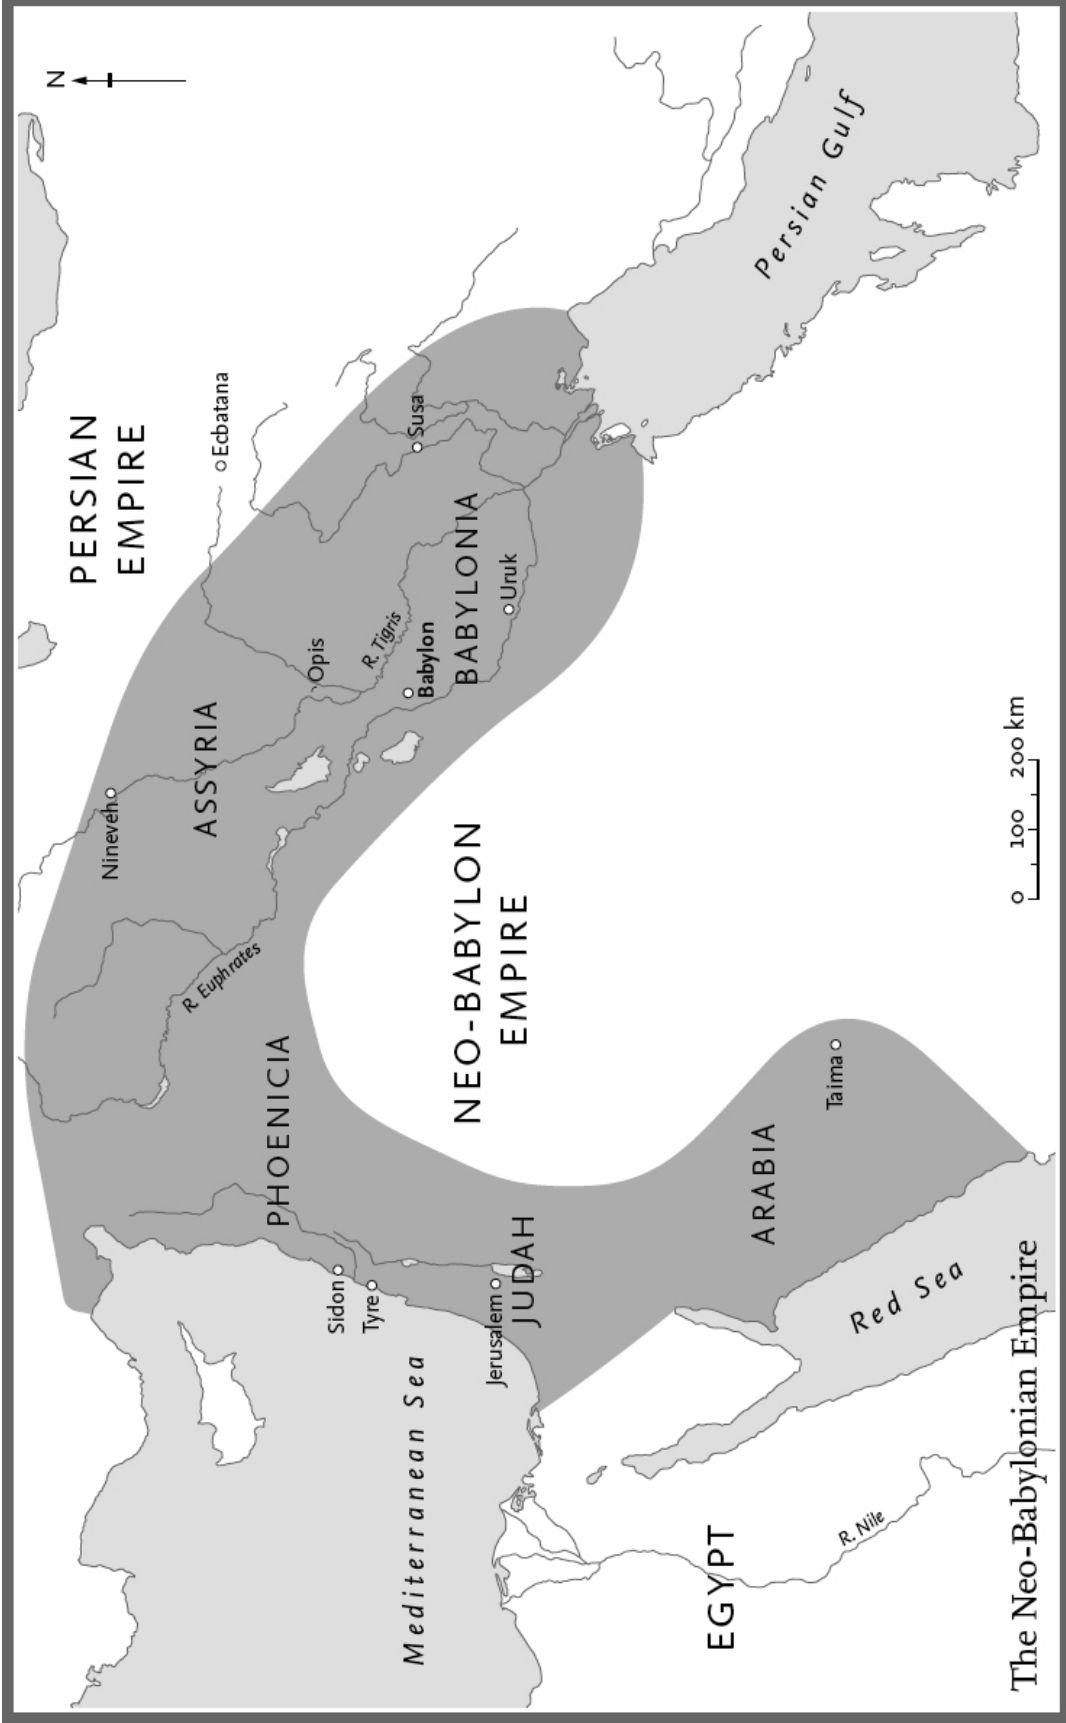 N
PERSIAN
EMPIRE
Ecbatana
Nineveh
ASSYRIA
Opis
R. Tigris
Susa
Babylon
BABYLONIA
Uruk
R. Euphrates
PHOENICIA
NEO-BABYLON
EMPIRE
Persian Gulf
Sidon
Tyre
Mediterranean Sea
Jerusalem
JUDAH
ARABIA
Taima
EGYPT
R. Nile
Red Sea
0 100 200 km
The Neo-Babylonian Empire